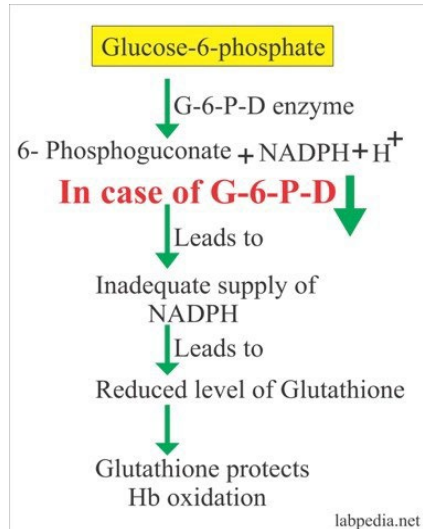 Glucose-6-phosphate
G-6-P-D enzyme
6- Phosphoguconate + NADPH + H+
In case of G-6-P-D
Leads to
Inadequate supply of
NADPH
Leads to
Reduced level of Glutathione
Glutathione protects
Hb oxidation
labpedia.net